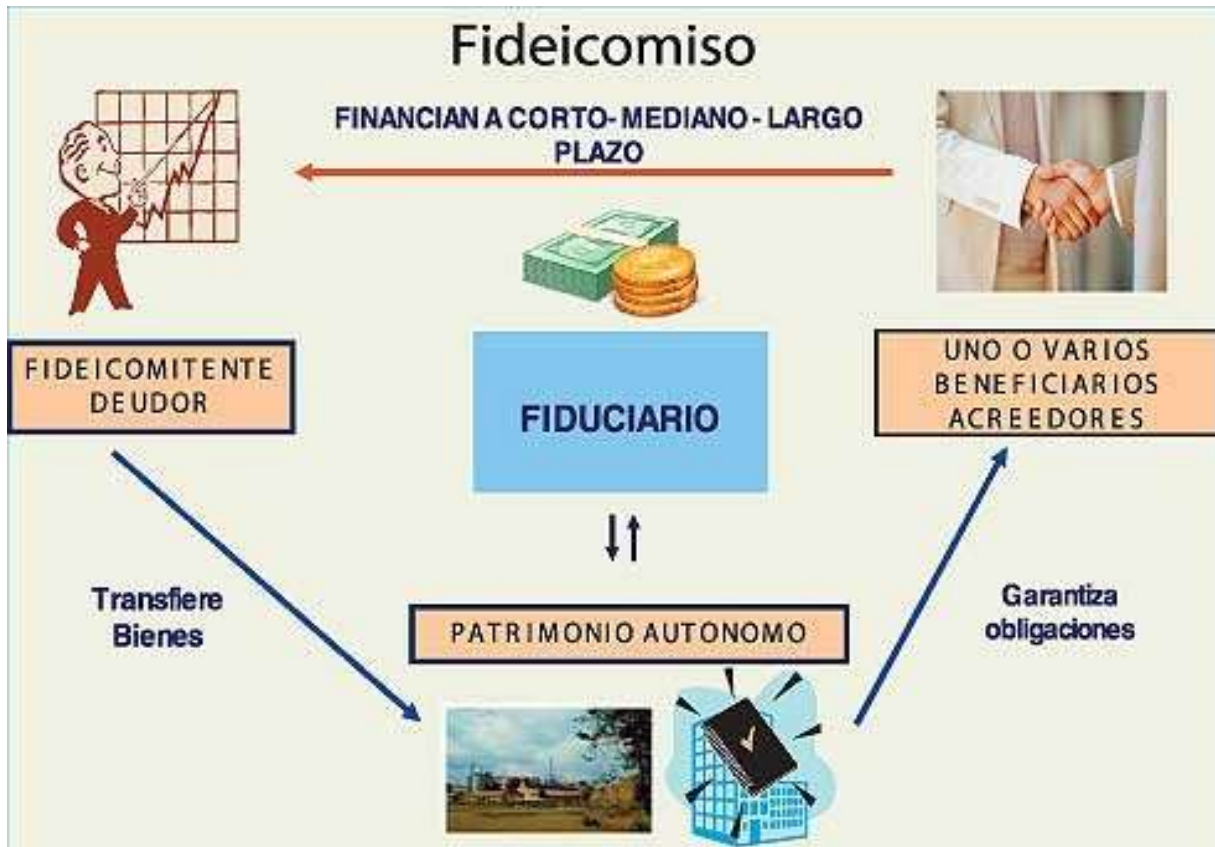 Fideicomiso
FINANCIAN A CORTO- MEDIANO - LARGO
PLAZO
FIDEICOMITENTE
DEUDOR
FIDUCIARIO
UNO O VARIOS
BENEFICIARIOS
ACREEDORES
Transfiere
Bienes
PATRIMONIO AUTONOMO
Garantiza
obligaciones